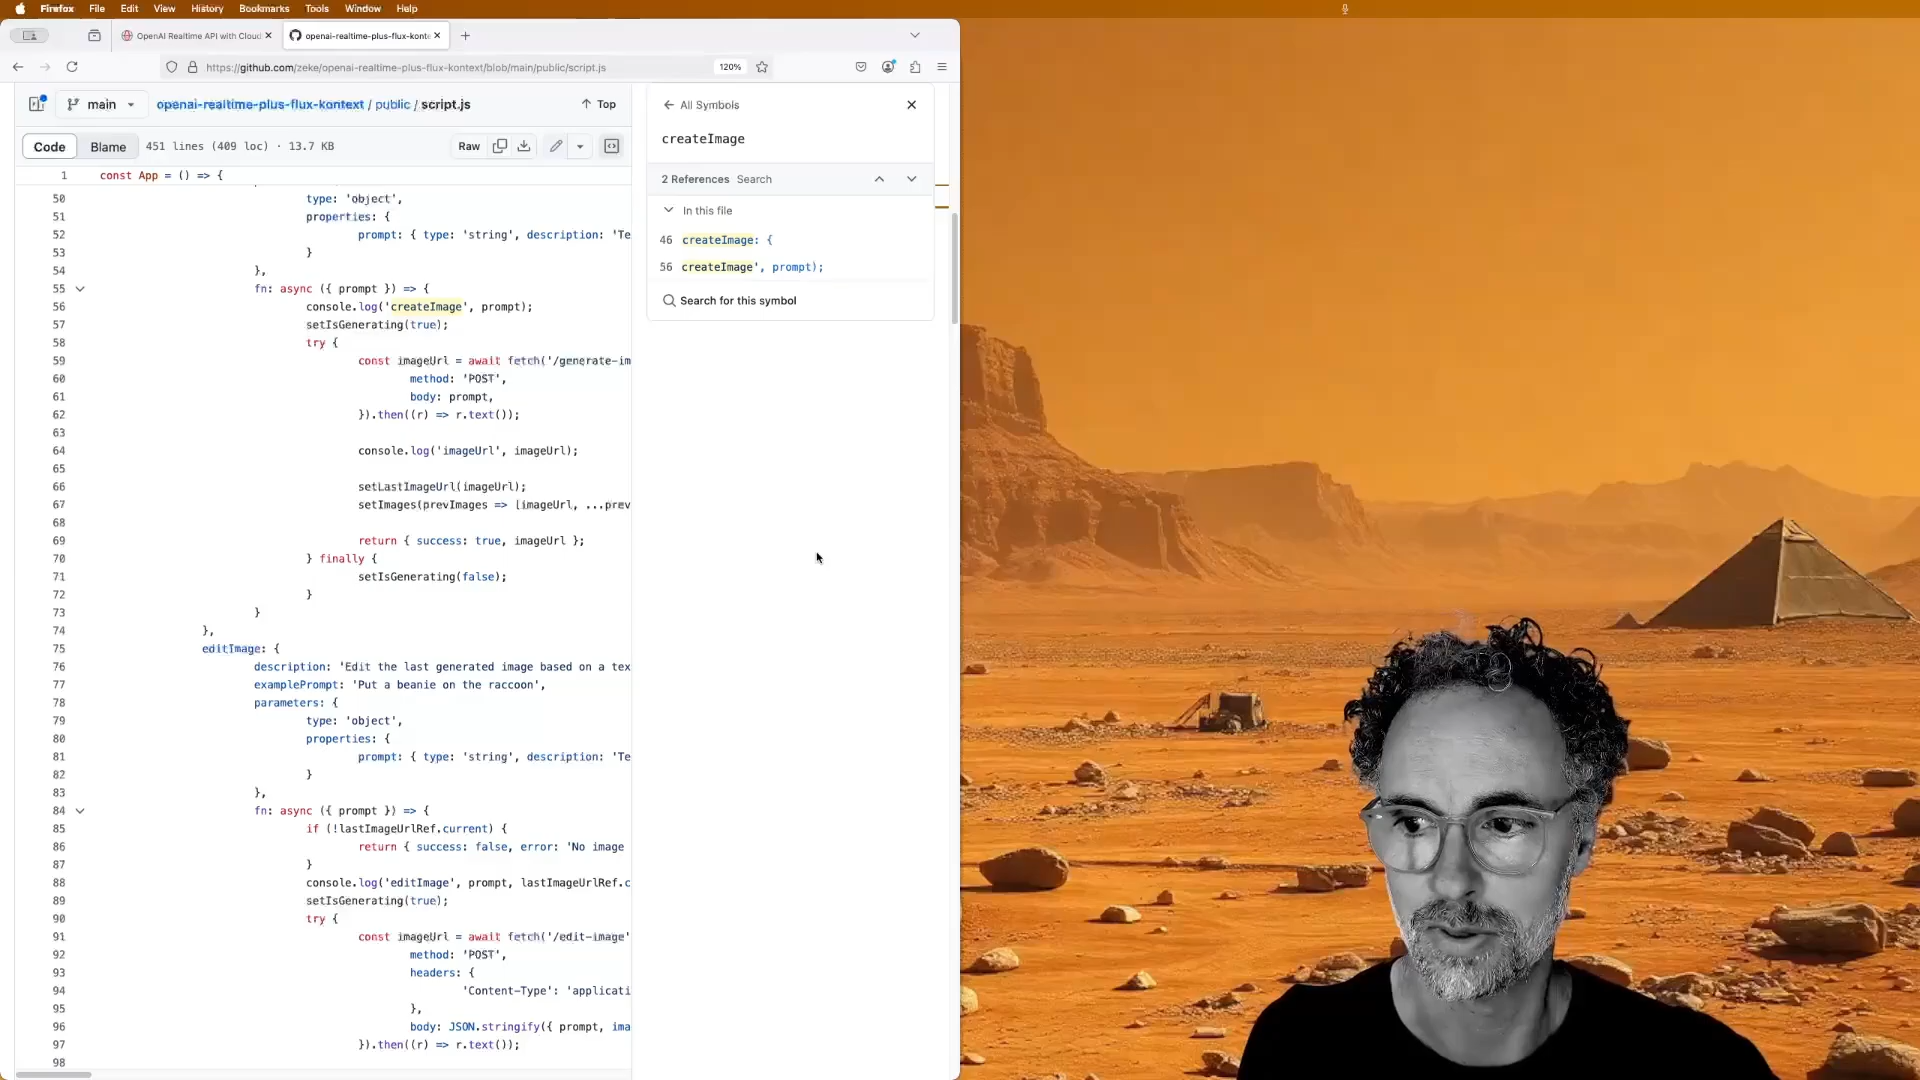 Firefox File Edit View History Bookmarks Tools Window Help
OpenAI Realtime API with Cloud
openai-realtime-plus-flux-konte
https://github.com/zeke/openai-realtime-plus-flux-kontext/blob/main/public/script.js
120%
main
openai-realtime-plus-flux-kontext / public / script.js
Top
Code Blame 451 lines (409 loc) · 13.7 KB
Raw
1 const App = () => {
50 type: 'object',
51 properties: {
52 prompt: { type: 'string', description: 'Te
53 }
54 },
55 fn: async ({ prompt }) => {
56 console.log('createImage', prompt);
57 setIsGenerating(true);
58 try {
59 const imageUrl = await fetch('/generate-im
60 method: 'POST',
61 body: prompt,
62 }).then((r) => r.text());
63
64 console.log('imageUrl', imageUrl);
65
66 setLastImageUrl(imageUrl);
67 setImages(prevImages => [imageUrl, ...prev
68
69 return { success: true, imageUrl };
70 } finally {
71 setIsGenerating(false);
72 }
73 }
74 },
75 editImage: {
76 description: 'Edit the last generated image based on a tex
77 examplePrompt: 'Put a beanie on the raccoon',
78 parameters: {
79 type: 'object',
80 properties: {
81 prompt: { type: 'string', description: 'Te
82 }
83 },
84 fn: async ({ prompt }) => {
85 if (!lastImageUrlRef.current) {
86 return { success: false, error: 'No image
87 }
88 console.log('editImage', prompt, lastImageUrlRef.c
89 setIsGenerating(true);
90 try {
91 const imageUrl = await fetch('/edit-image'
92 method: 'POST',
93 headers: {
94 'Content-Type': 'applicati
95 },
96 body: JSON.stringify({ prompt, ima
97 }).then((r) => r.text());
98
All Symbols
createImage
2 References Search
In this file
46 createImage: {
56 createImage', prompt);
Search for this symbol